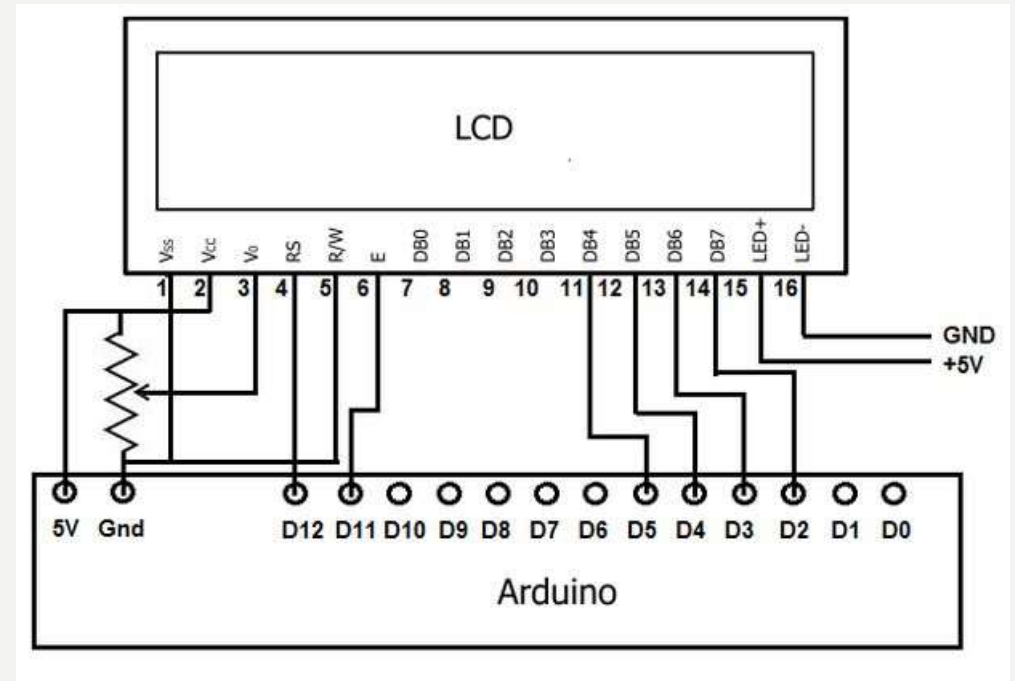 LCD
Vss Vcc V0 RS R/W E DB0 DB1 DB2 DB3 DB4 DB5 DB6 DB7 LED+ LED-
1 2 3 4 5 6 7 8 9 10 11 12 13 14 15 16
GND
+5V
5V Gnd D12 D11 D10 D9 D8 D7 D6 D5 D4 D3 D2 D1 D0
Arduino